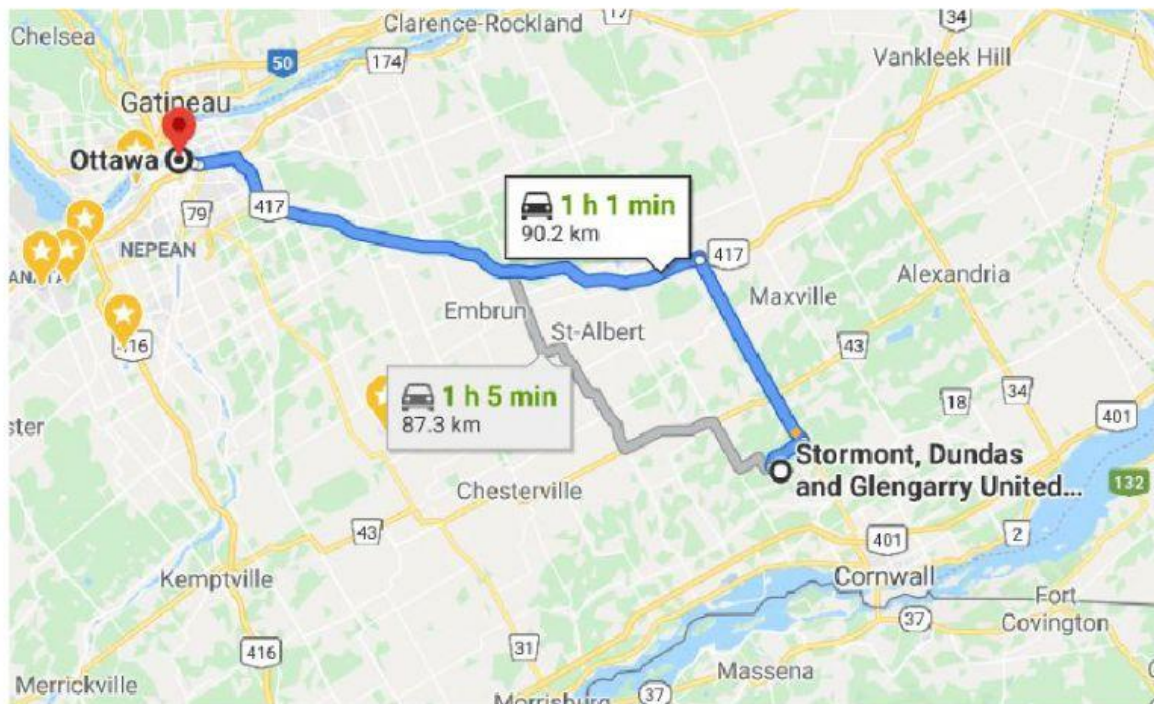 Chelsea
Clarence-Rockland
17
34
50
174
Vankleek Hill
Gatineau
Ottawa
1 h 1 min
90.2 km
417
79
NEPEAN
417
Alexandria
Maxville
Embrun
St-Albert
416
43
1 h 5 min
87.3 km
18
34
401
Stormont, Dundas
and Glengarry United...
132
Chesterville
43
401
2
Kemptville
Cornwall
Fort
Covington
37
31
416
Massena
Merrickville
Morrisburg
37